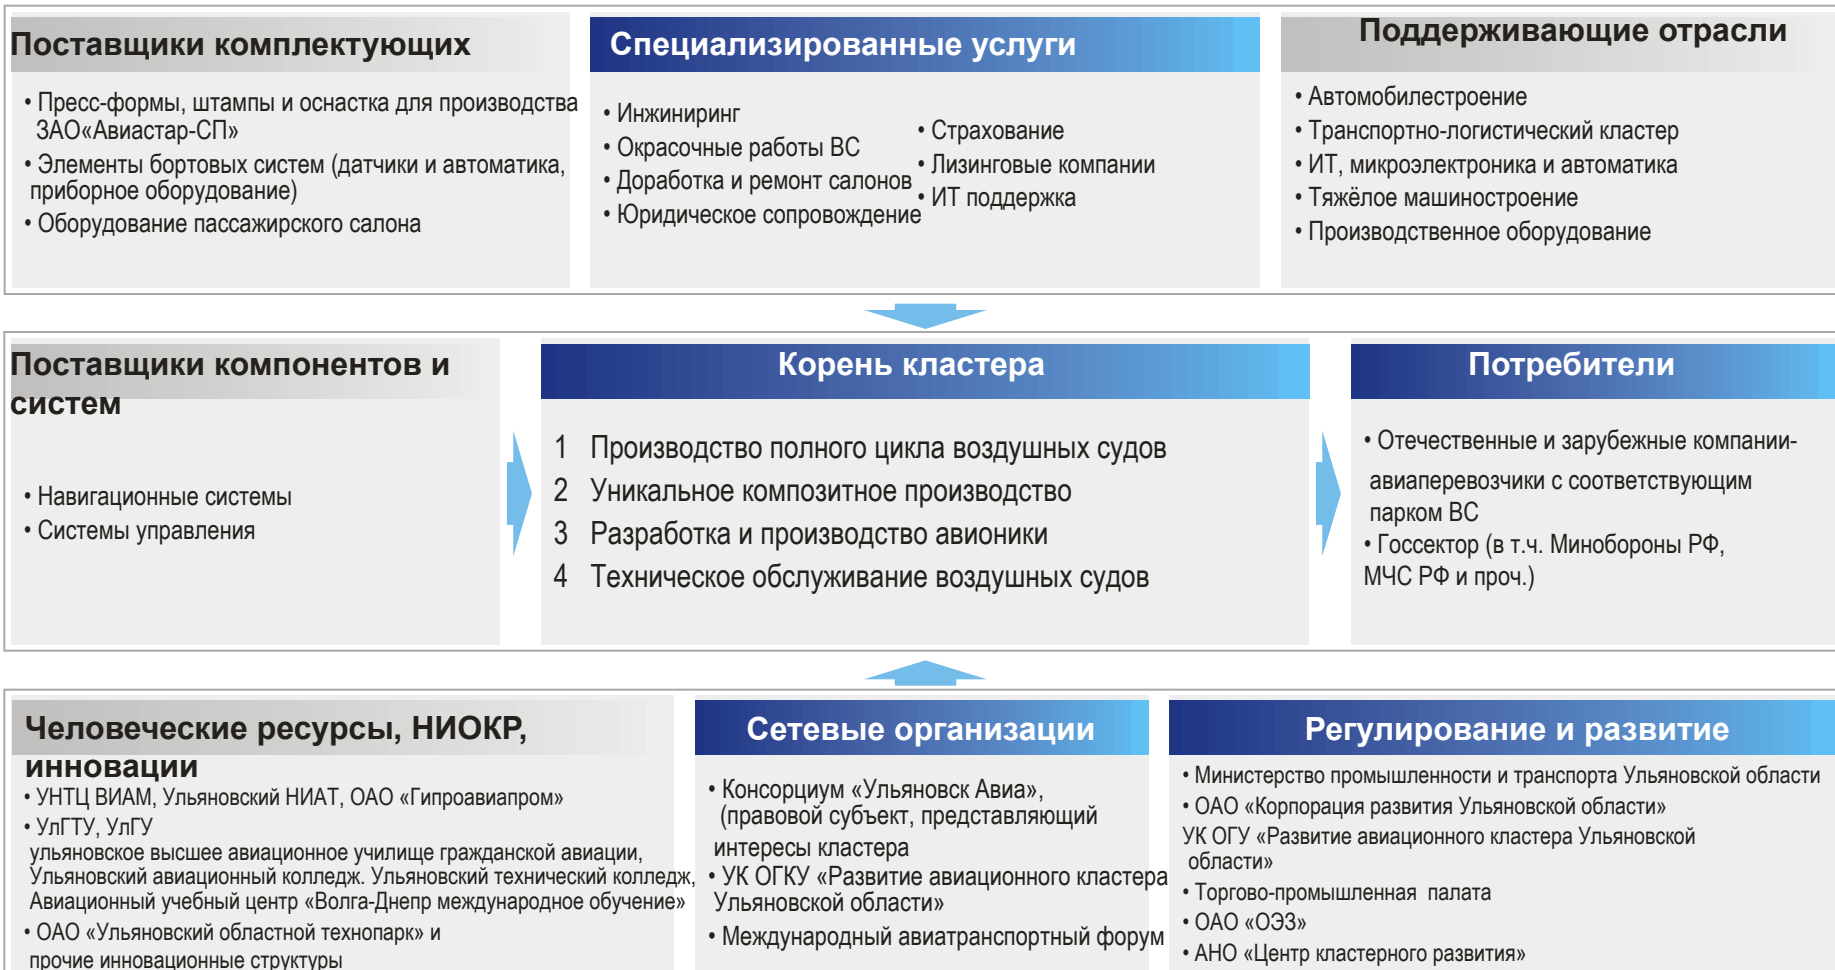 Поставщики комплектующих
• Пресс-формы, штампы и оснастка для производства
ЗАО«Авиастар-СП»
• Элементы бортовых систем (датчики и автоматика,
приборное оборудование)
• Оборудование пассажирского салона
Специализированные услуги
• Инжиниринг
• Окрасочные работы ВС
• Доработка и ремонт салонов
• Юридическое сопровождение
• Страхование
• Лизинговые компании
• ИТ поддержка
Поддерживающие отрасли
• Автомобилестроение
• Транспортно-логистический кластер
• ИТ, микроэлектроника и автоматика
• Тяжёлое машиностроение
• Производственное оборудование
Поставщики компонентов и
систем
• Навигационные системы
• Системы управления
Корень кластера
1 Производство полного цикла воздушных судов
2 Уникальное композитное производство
3 Разработка и производство авионики
4 Техническое обслуживание воздушных судов
Потребители
• Отечественные и зарубежные компании-
авиаперевозчики с соответствующим
парком ВС
• Госсектор (в т.ч. Минобороны РФ,
МЧС РФ и проч.)
Человеческие ресурсы, НИОКР,
инновации
• УНТЦ ВИАМ, Ульяновский НИАТ, ОАО «Гипроавиапром»
• УлГТУ, УлГУ
ульяновское высшее авиационное училище гражданской авиации,
Ульяновский авиационный колледж. Ульяновский технический колледж,
Авиационный учебный центр «Волга-Днепр международное обучение»
• ОАО «Ульяновский областной технопарк» и
прочие инновационные структуры
Сетевые организации
• Консорциум «Ульяновск Авиа»,
(правовой субъект, представляющий
интересы кластера
• УК ОГКУ «Развитие авиационного кластера
Ульяновской области»
• Международный авиатранспортный форум
Регулирование и развитие
• Министерство промышленности и транспорта Ульяновской области
• ОАО «Корпорация развития Ульяновской области»
УК ОГУ «Развитие авиационного кластера Ульяновской
области»
• Торгово-промышленная палата
• ОАО «ОЭЗ»
• АНО «Центр кластерного развития»